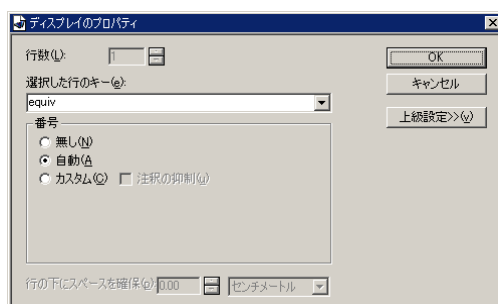 ディスプレイのプロパティ
行数(L): 1
OK
選択した行のキー(e):
キャンセル
equiv
上級設定>>(v)
番号
無し(N)
自動(A
カスタム(C) 注釈の抑制(u)
行の下にスペースを確保(p) 0.00 センチメートル